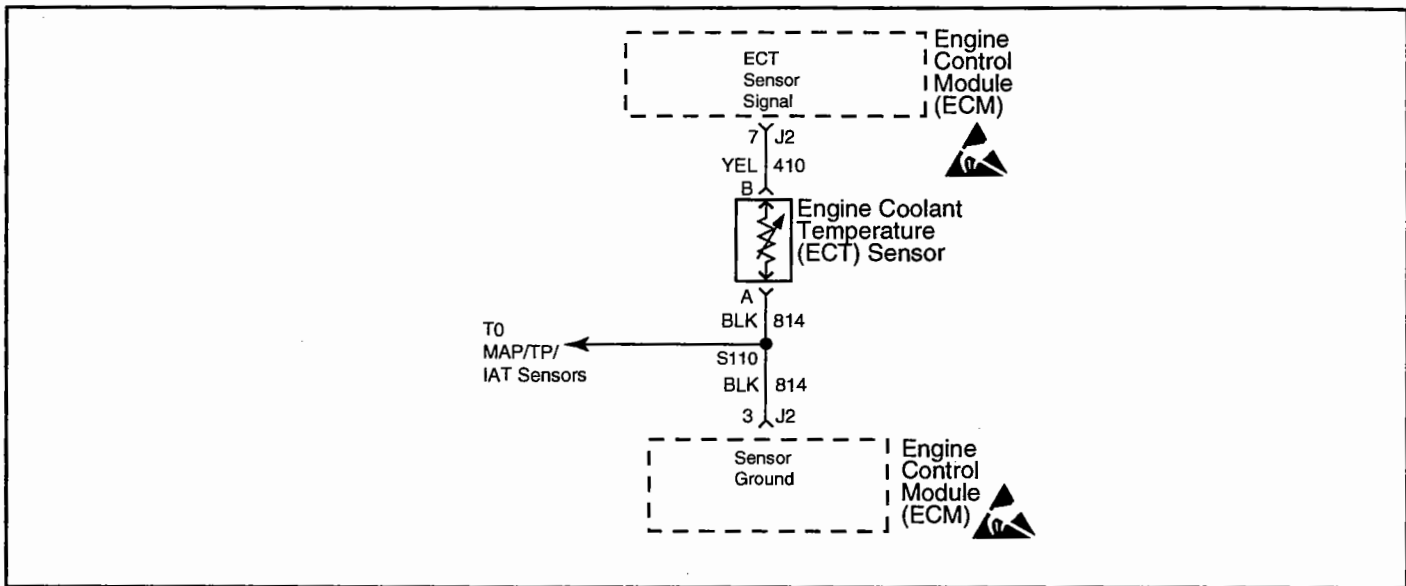 ECT
Sensor
Signal
Engine
Control
Module
(ECM)
7 J2
YEL 410
B
Engine Coolant
Temperature
(ECT) Sensor
A
BLK 814
T0
MAP/TP/
IAT Sensors
S110
BLK 814
3 J2
Sensor
Ground
Engine
Control
Module
(ECM)